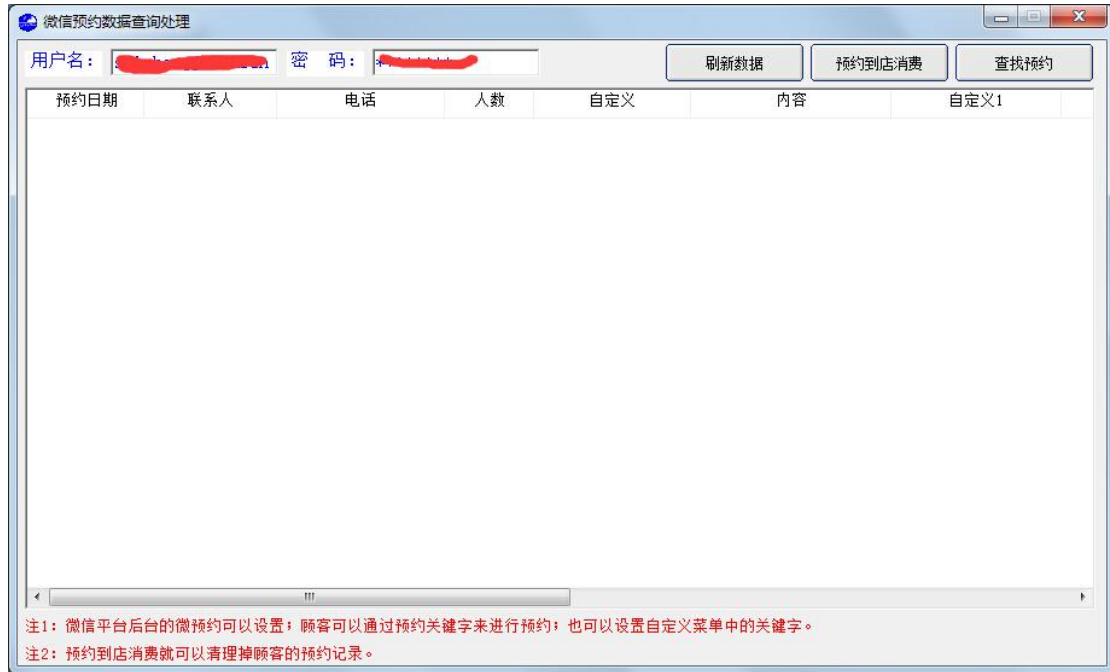 微信预约数据查询处理
用户名： 密 码： 刷新数据 预约到店消费 查找预约
预约日期 联系人 电话 人数 自定义 内容 自定义1
注1：微信平台后台的微预约可以设置；顾客可以通过预约关键字来进行预约；也可以设置自定义菜单中的关键字。
注2：预约到店消费就可以清理掉顾客的预约记录。